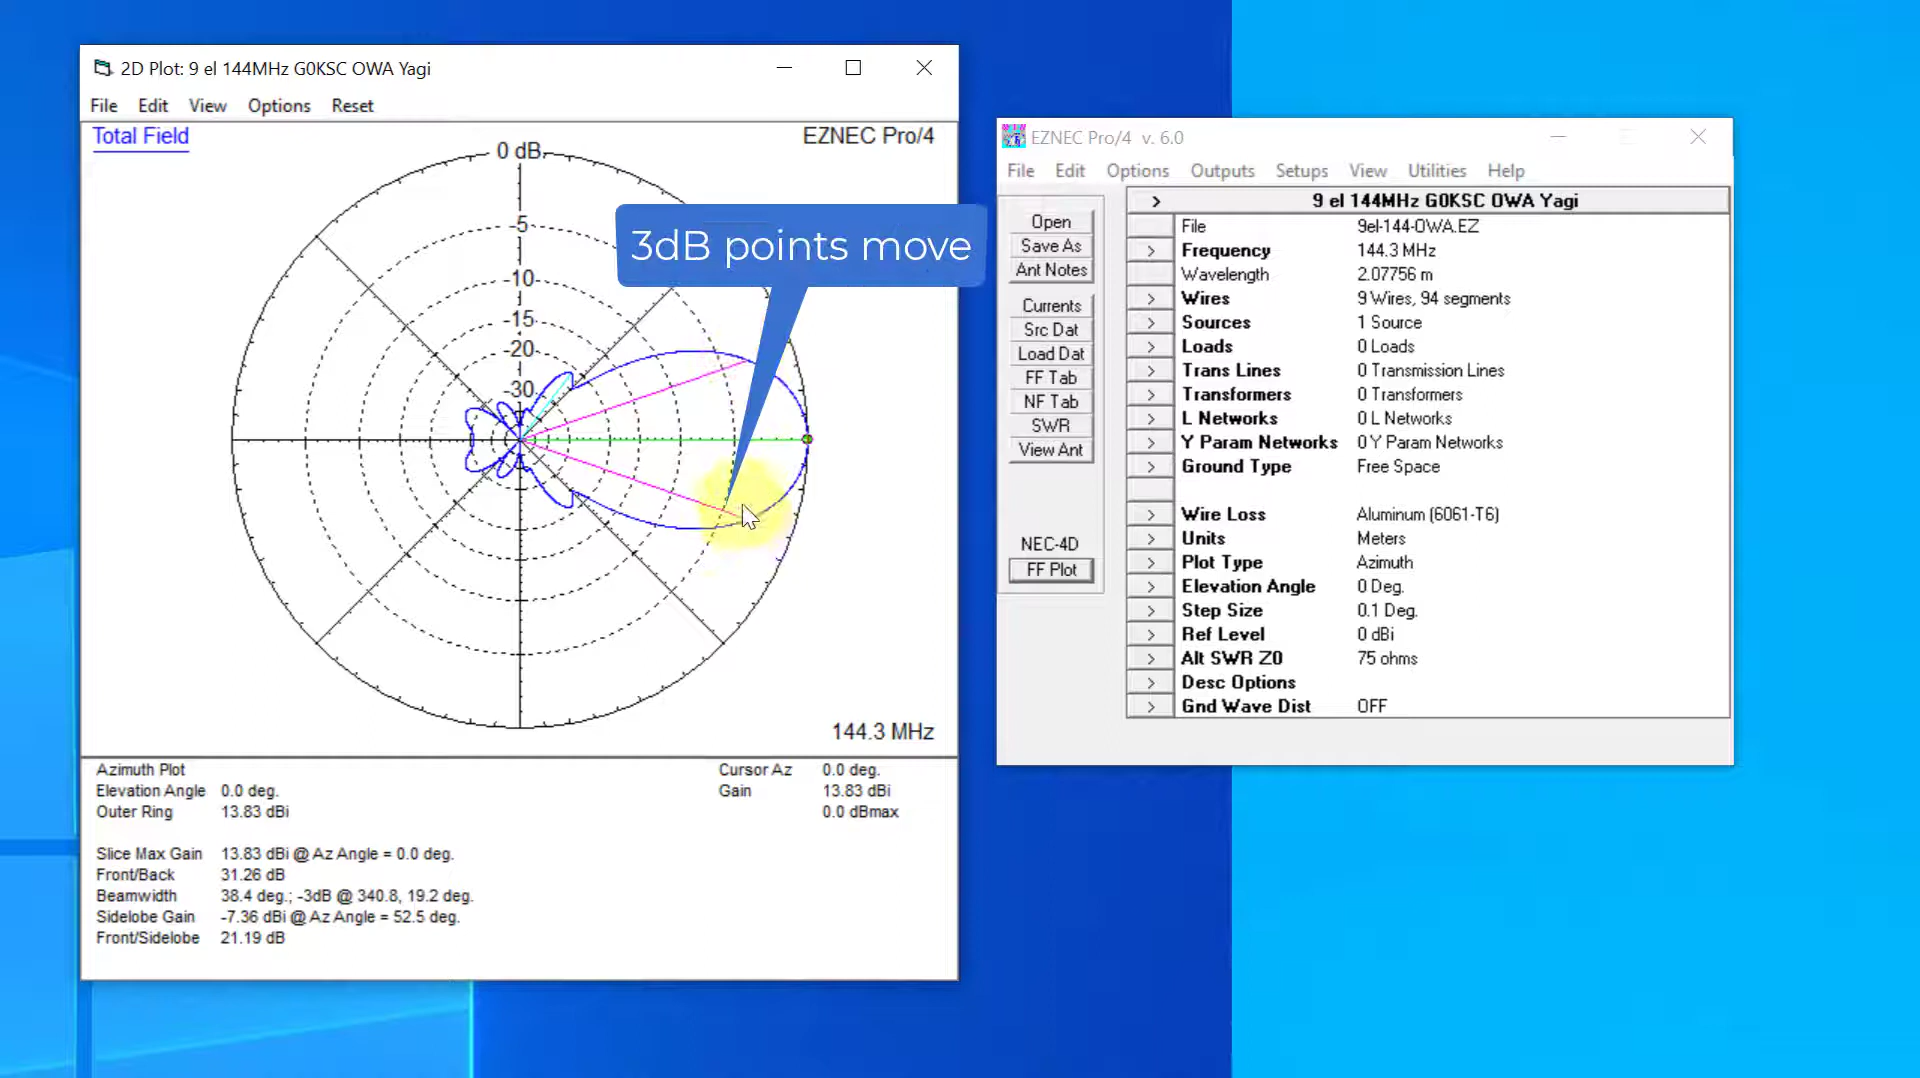 2D Plot: 9 el 144MHz G0KSC OWA Yagi
File Edit View Options Reset
Total Field
EZNEC Pro/4
0 dB
-5
-10
-15
-20
-30
3dB points move
144.3 MHz
Azimuth Plot
Elevation Angle 0.0 deg.
Outer Ring 13.83 dBi
Cursor Az 0.0 deg.
Gain 13.83 dBi
0.0 dBmax
Slice Max Gain 13.83 dBi @ Az Angle = 0.0 deg.
Front/Back 31.26 dB
Beamwidth 38.4 deg.; -3dB @ 340.8, 19.2 deg.
Sidelobe Gain -7.36 dBi @ Az Angle = 52.5 deg.
Front/Sidelobe 21.19 dB
EZNEC Pro/4 v. 6.0
File Edit Options Outputs Setups View Utilities Help
Open
Save As
Ant Notes
Currents
Src Dat
Load Dat
FF Tab
NF Tab
SWR
View Ant
NEC-4D
FF Plot
> 9 el 144MHz G0KSC OWA Yagi
File 9el-144-OWA.EZ
> Frequency 144.3 MHz
Wavelength 2.07756 m
> Wires 9 Wires, 94 segments
> Sources 1 Source
> Loads 0 Loads
> Trans Lines 0 Transmission Lines
> Transformers 0 Transformers
> L Networks 0 L Networks
> Y Param Networks 0 Y Param Networks
> Ground Type Free Space
> Wire Loss Aluminum (6061-T6)
> Units Meters
> Plot Type Azimuth
> Elevation Angle 0 Deg.
> Step Size 0.1 Deg.
> Ref Level 0 dBi
> Alt SWR Z0 75 ohms
> Desc Options
> Gnd Wave Dist OFF